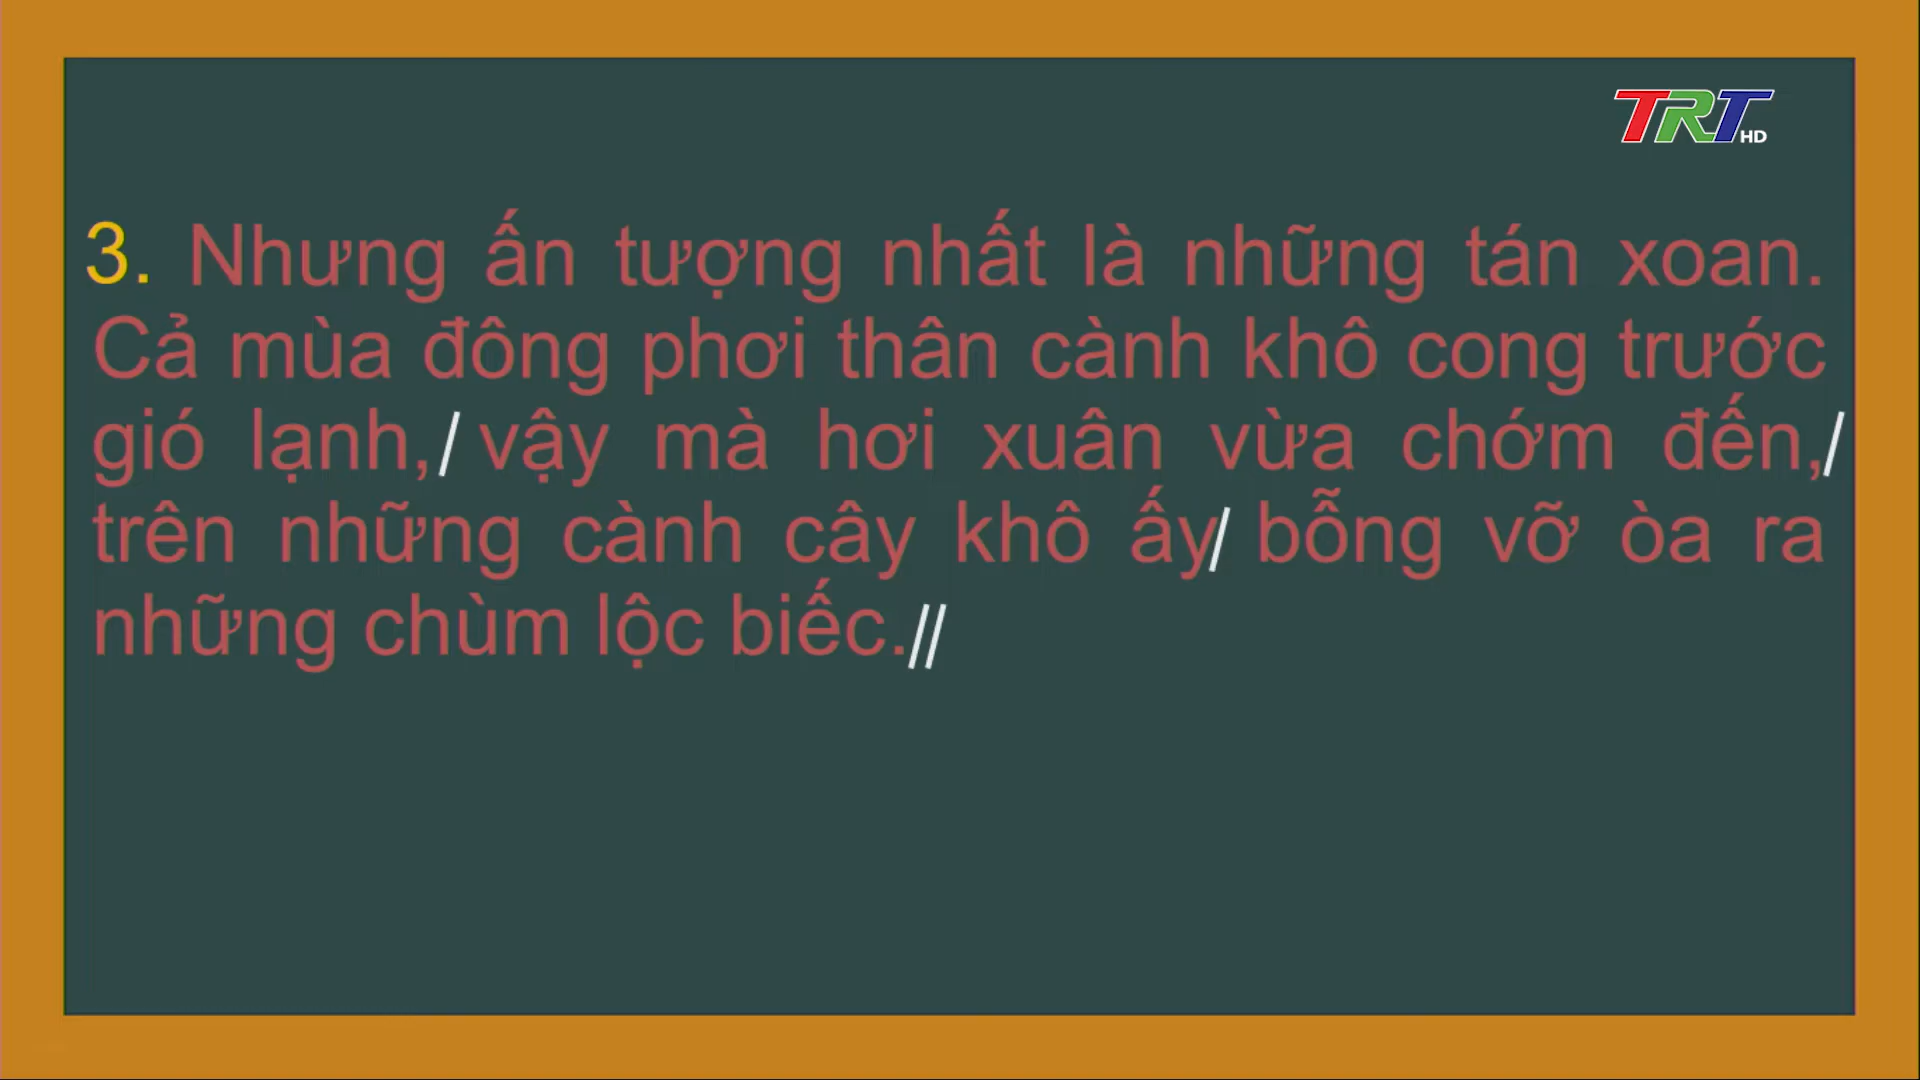 TRT HD
3. Nhưng ấn tượng nhất là những tán xoan.
Cả mùa đông phơi thân cành khô cong trước
gió lạnh,/ vậy mà hơi xuân vừa chớm đến,/
trên những cành cây khô ấy/ bỗng vỡ òa ra
những chùm lộc biếc.//